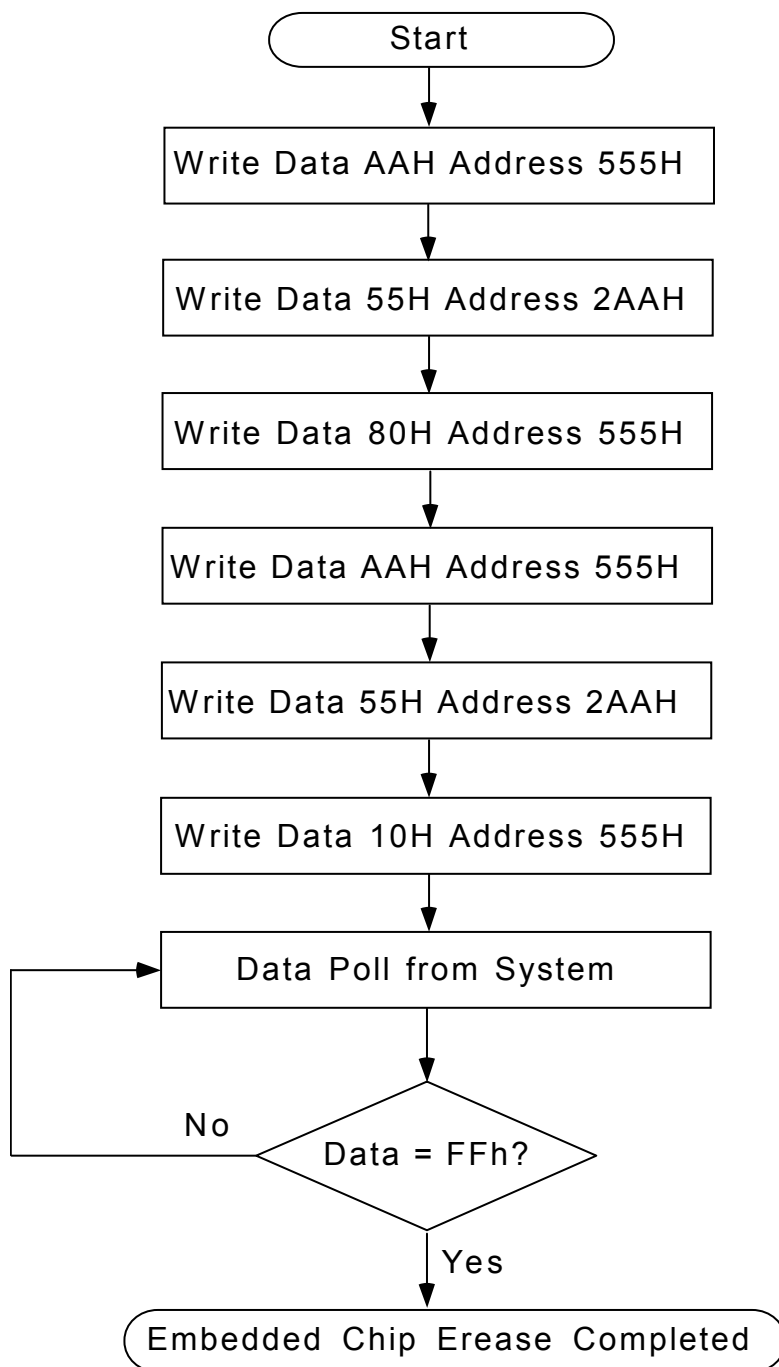 Start
Write Data AAH Address 555H
Write Data 55H Address 2AAH
Write Data 80H Address 555H
Write Data AAH Address 555H
Write Data 55H Address 2AAH
Write Data 10H Address 555H
Data Poll from System
No
Data = FFh?
Yes
Embedded Chip Erease Completed